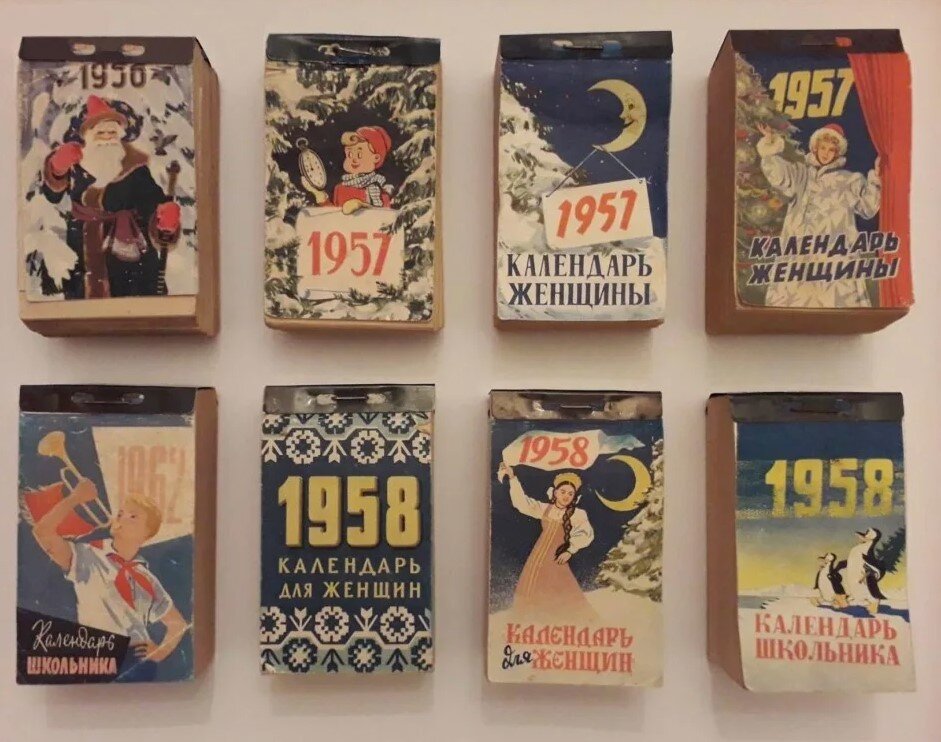 1956
1957
1957
КАЛЕНДАРЬ
ЖЕНЩИНЫ
1957
КАЛЕНДАРЬ
ЖЕНЩИНЫ
1962
Календарь
ШКОЛЬНИКА
1958
КАЛЕНДАРЬ
ДЛЯ ЖЕНЩИН
1958
КАЛЕНДАРЬ
для ЖЕНЩИН
1958
КАЛЕНДАРЬ
ШКОЛЬНИКА